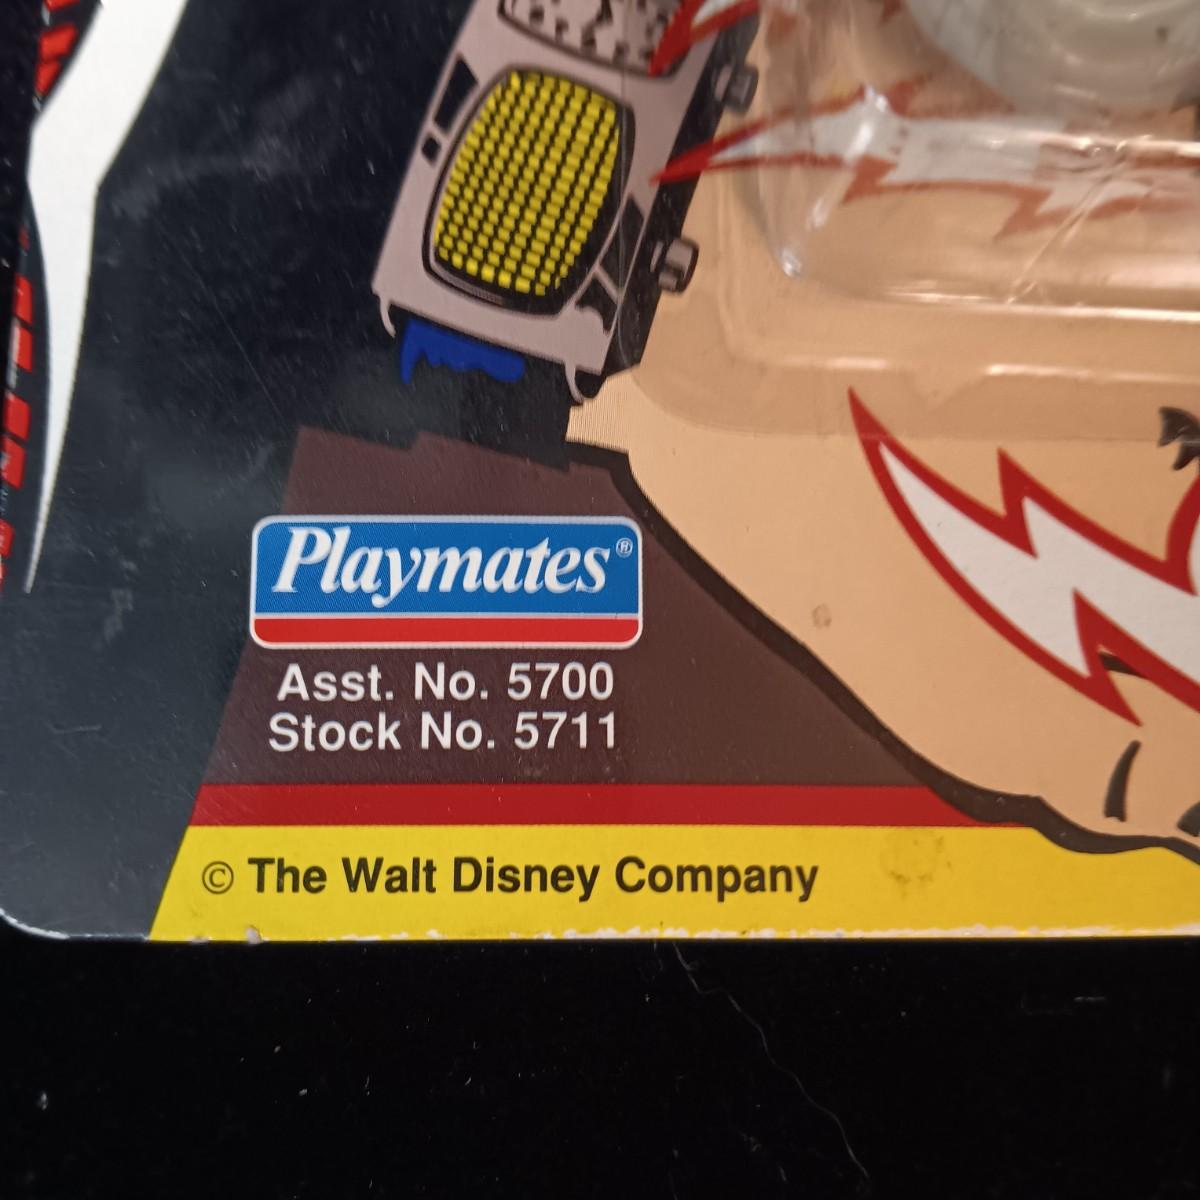 Playmates®
Asst. No. 5700
Stock No. 5711
© The Walt Disney Company